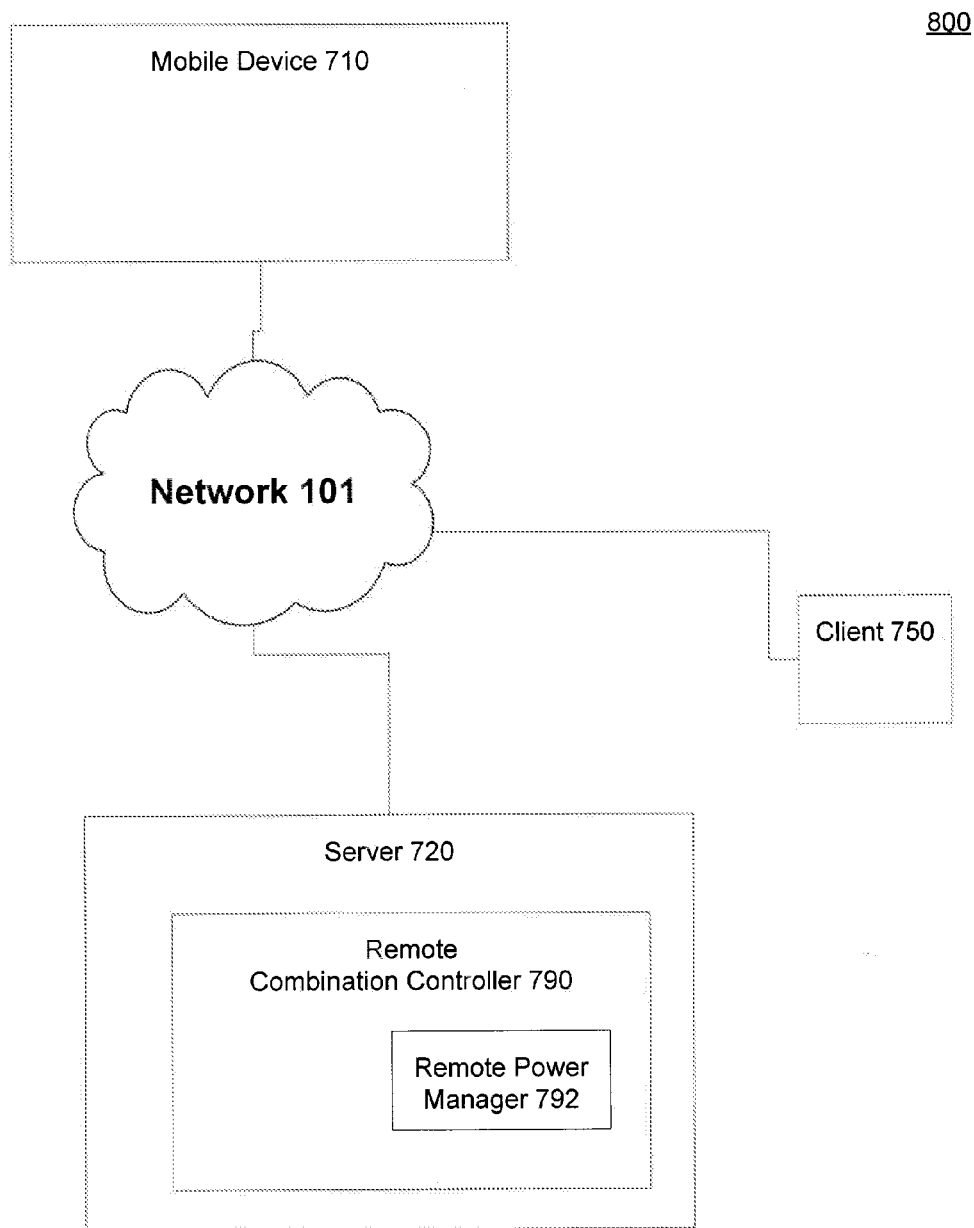 800
Mobile Device 710
Network 101
Client 750
Server 720
Remote
Combination Controller 790
Remote Power
Manager 792